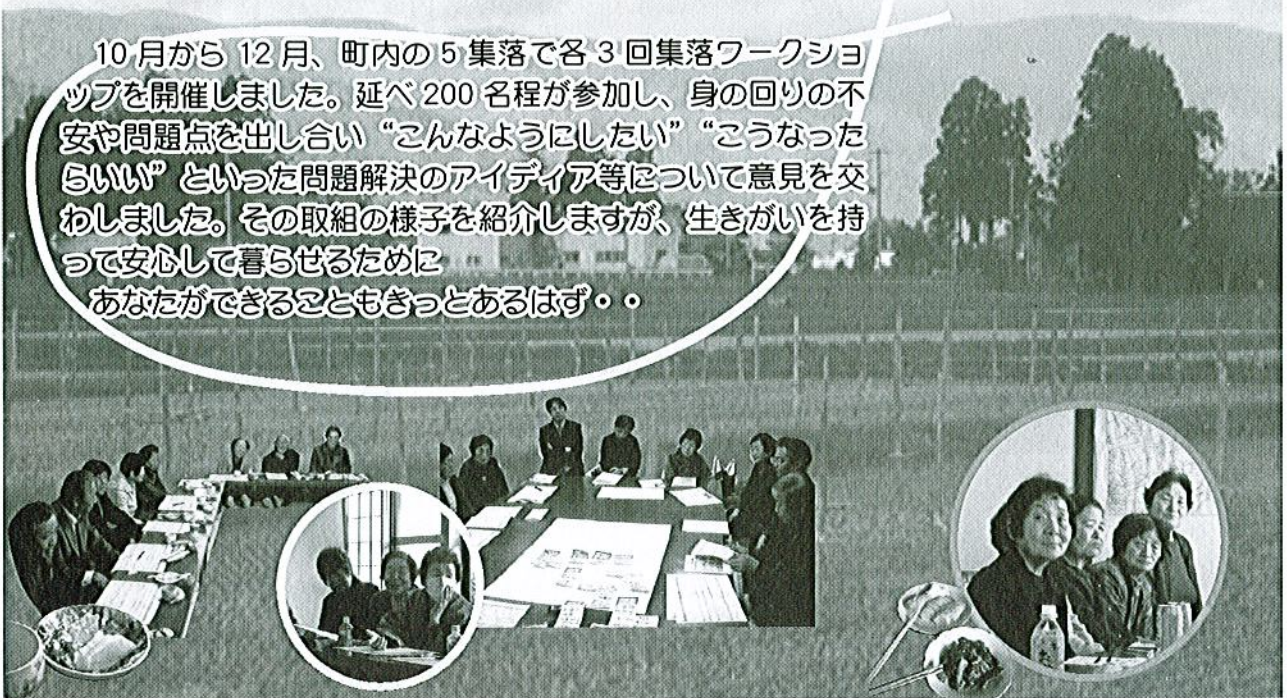 10月から 12月、町内の5集落で各3回集落ワークショ
ップを開催しました。延べ200名程が参加し、身の回りの不
安や問題点を出し合い“こんなようにしたい”“こうなった
らいい”といった問題解決のアイディア等について意見を交
わしました。その取組の様子を紹介しますが、生きがいを持
って安心して暮らせるために
あなたができることもきっとあるはず・・